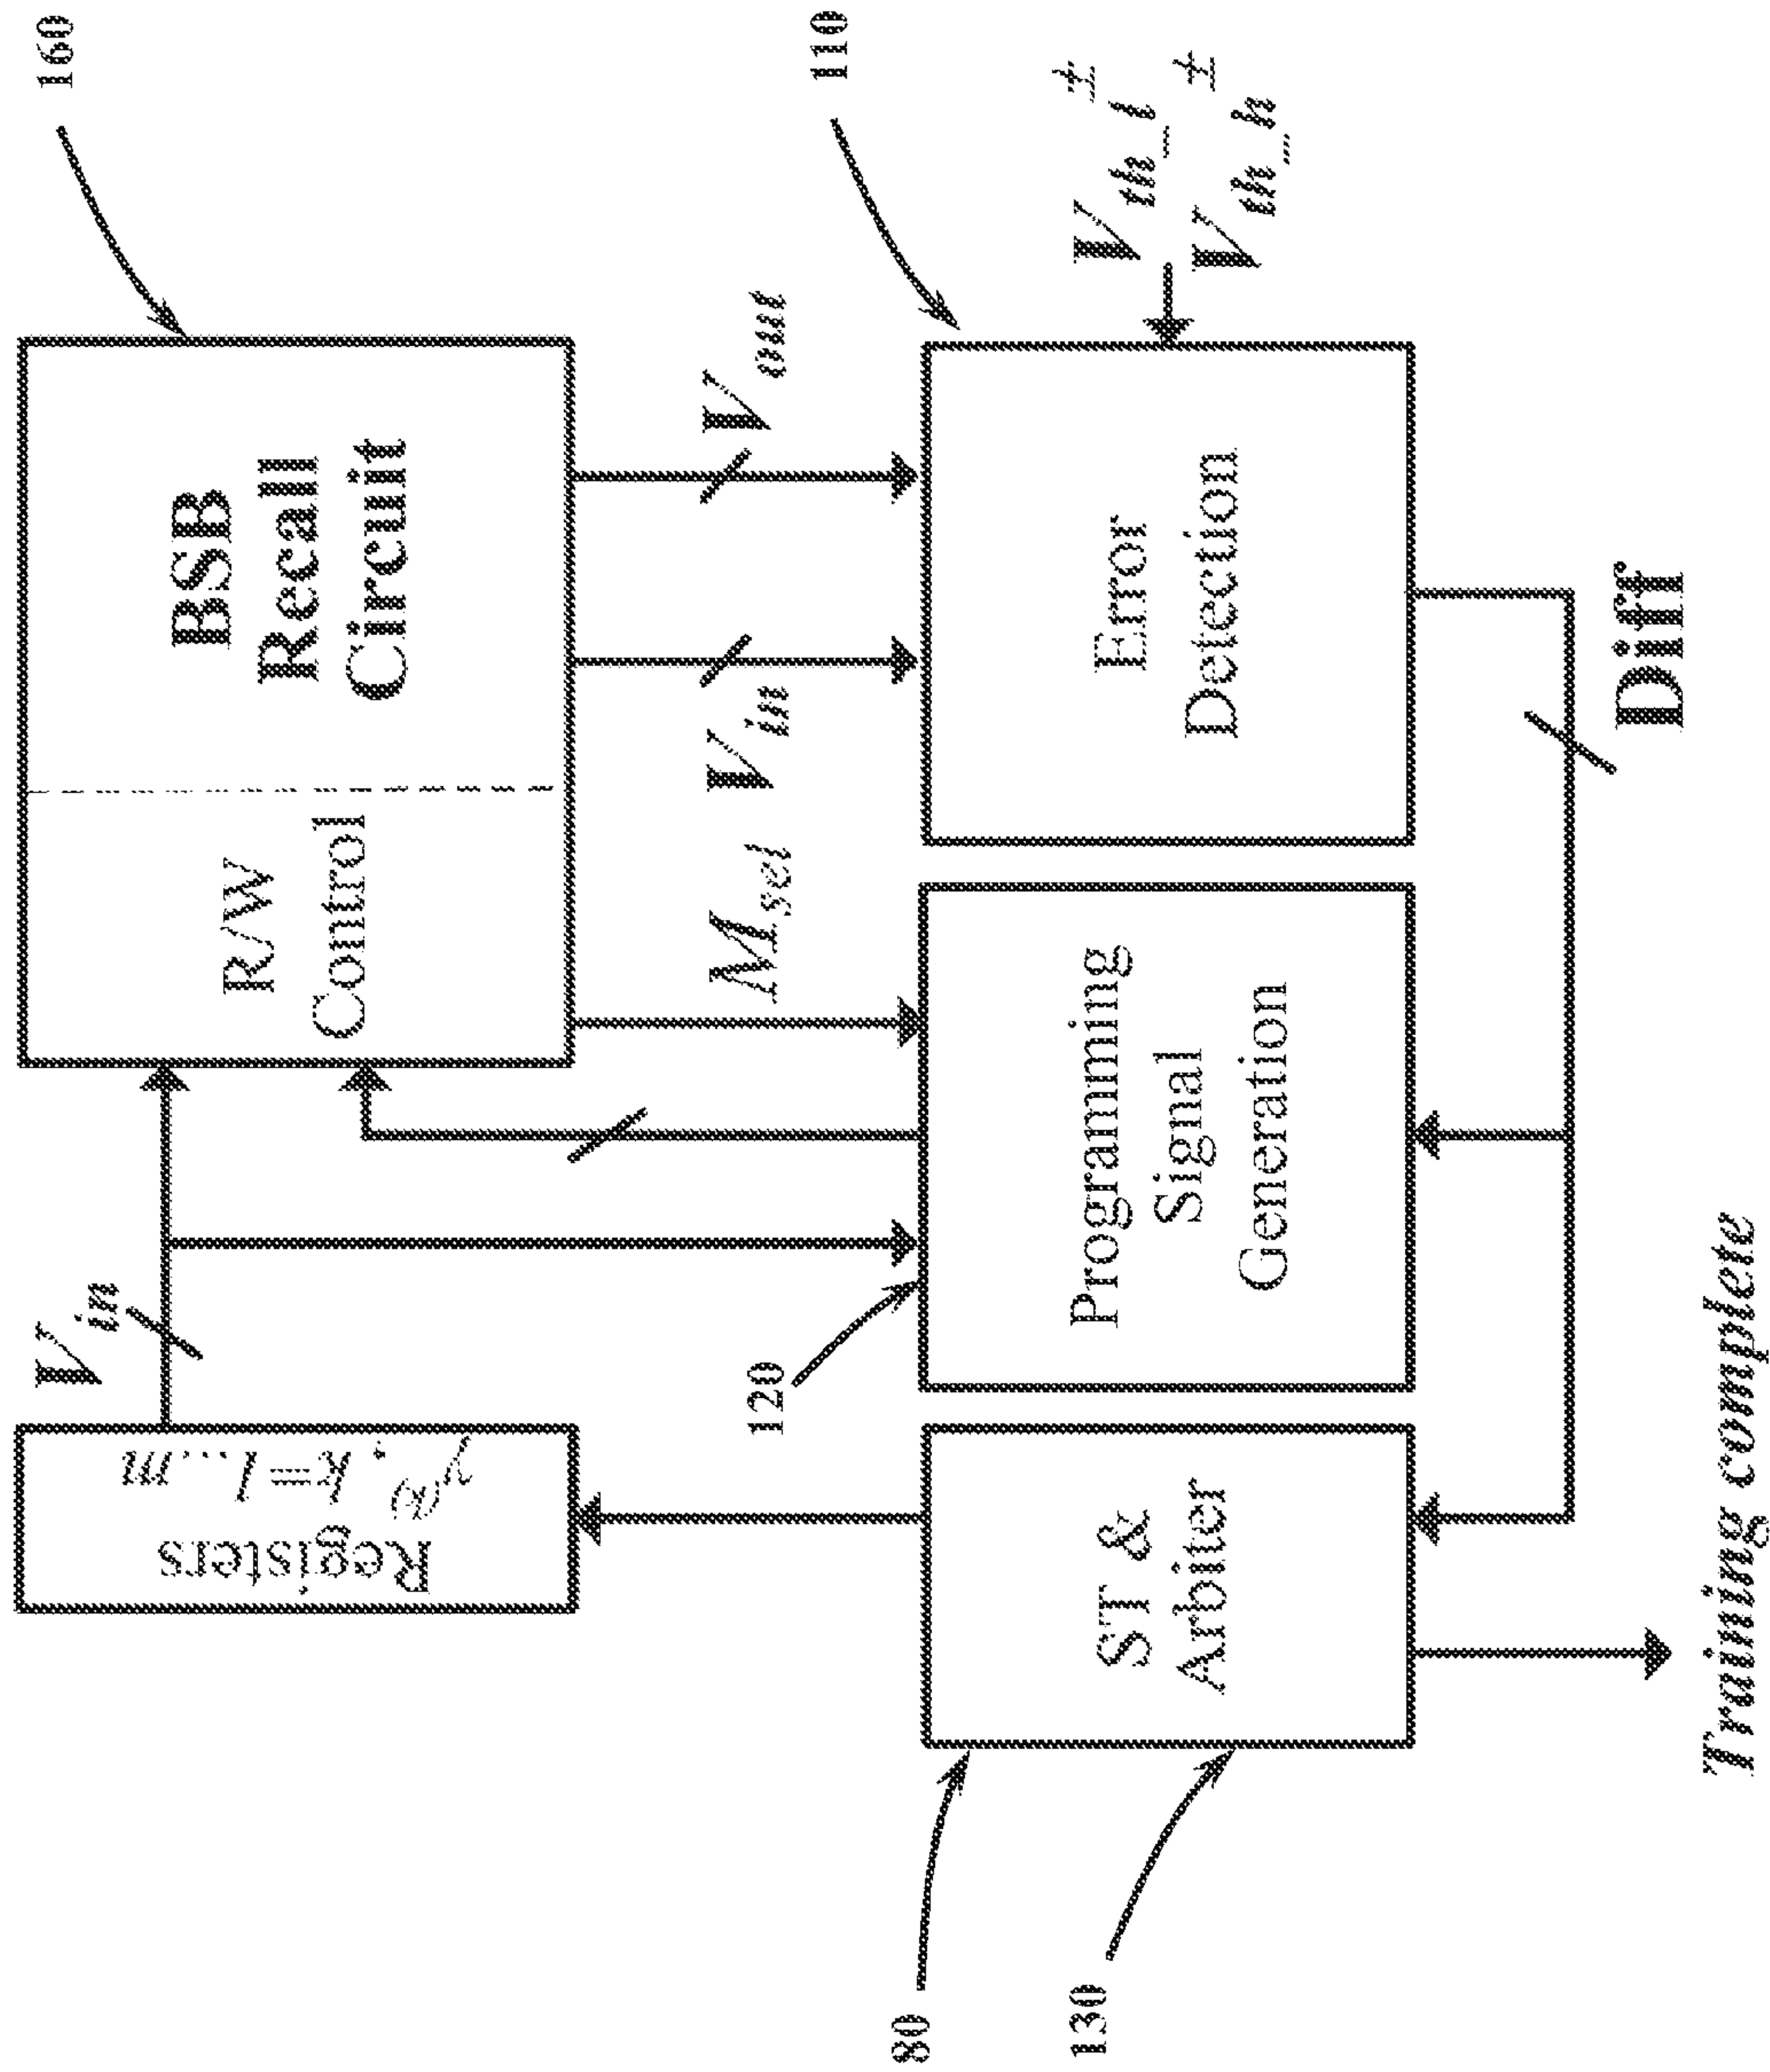 160
BSB
Recall
Circuit
R/W
Control
V_in
Registers
γ^(k), k=1...m
V_out
V_in
M_sel
110
V_th_l^±
V_th_h^±
Error
Detection
120
Programming
Signal
Generation
ST &
Arbiter
80
130
Diff
Training complete